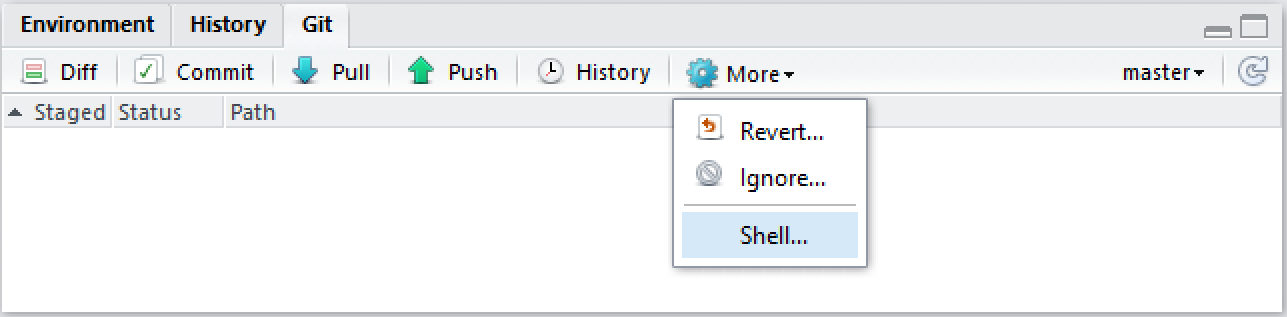 Environment History Git
Diff Commit Pull Push History More master
Staged Status Path
Revert...
Ignore...
Shell...